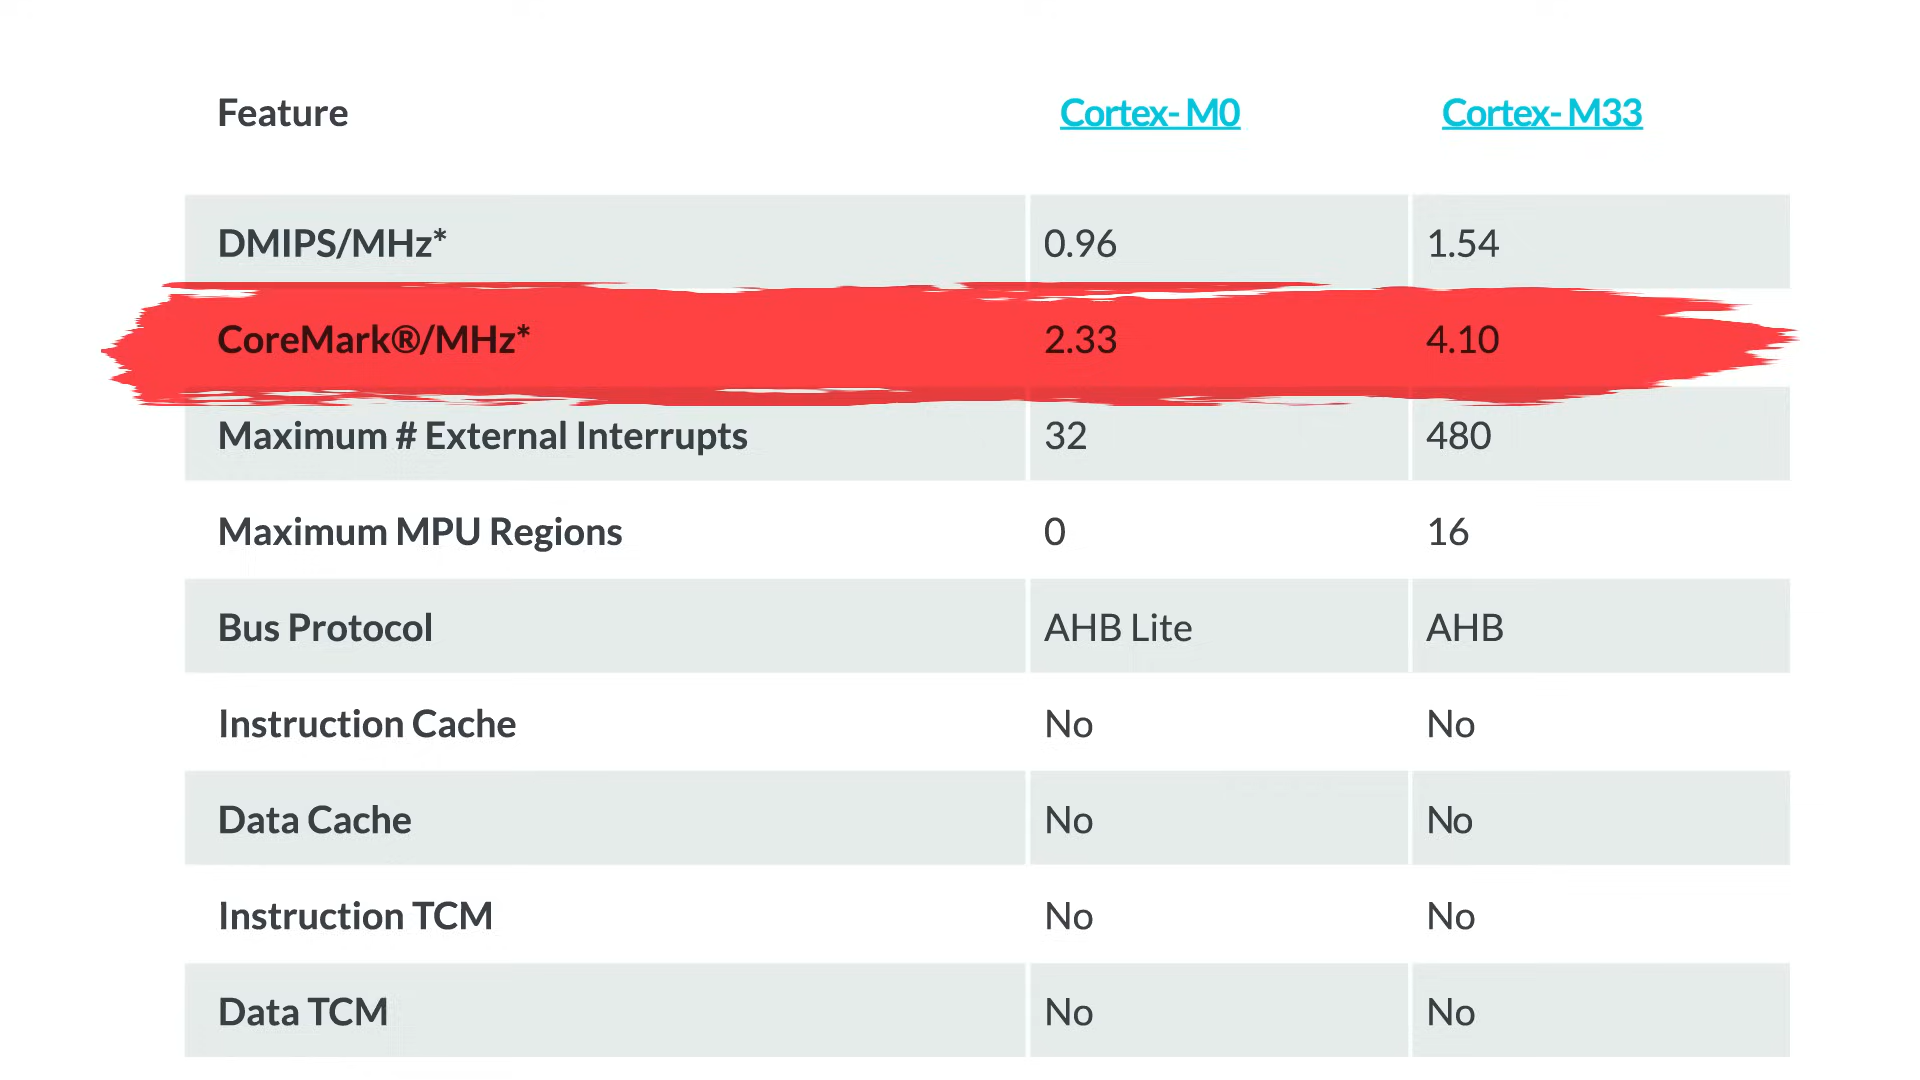 Feature Cortex- M0 Cortex- M33
DMIPS/MHz* 0.96 1.54
CoreMark®/MHz* 2.33 4.10
Maximum # External Interrupts 32 480
Maximum MPU Regions 0 16
Bus Protocol AHB Lite AHB
Instruction Cache No No
Data Cache No No
Instruction TCM No No
Data TCM No No